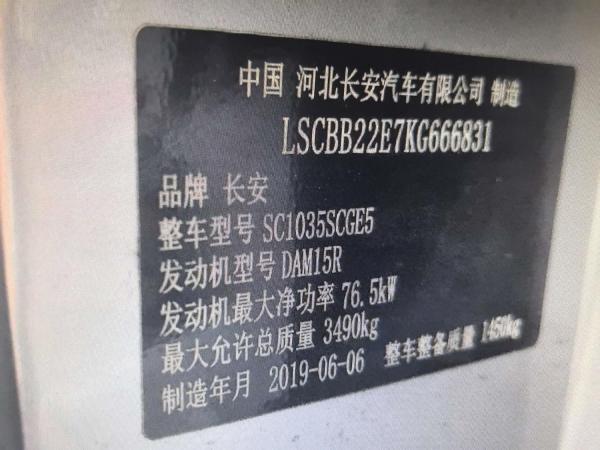 中国 河北长安汽车有限公司 制造
LSCBB22E7KG666831
品牌 长安
整车型号 SC1035SCGE5
发动机型号 DAM15R
发动机最大净功率 76.5kW
最大允许总质量 3490kg 整车整备质量 1450kg
制造年月 2019-06-06